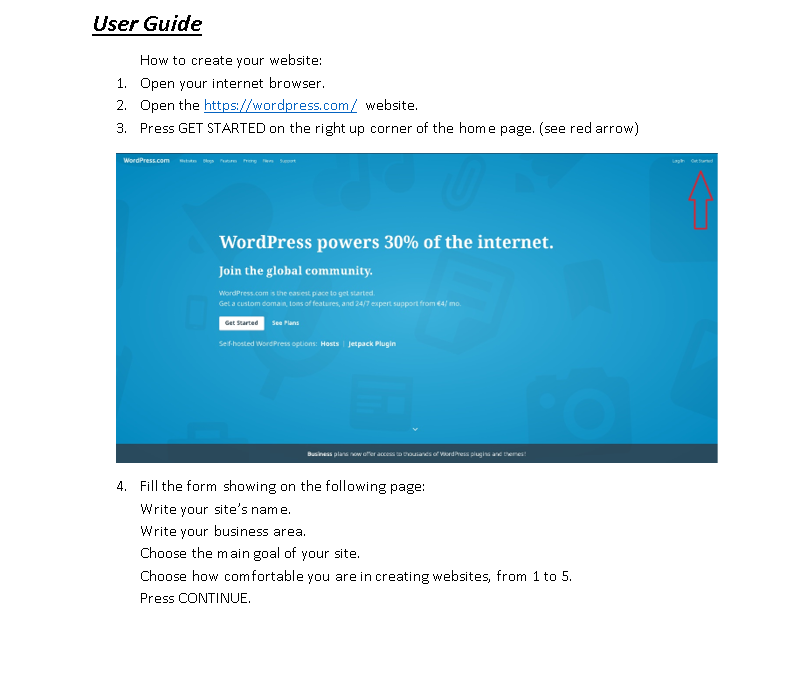 User Guide
How to create your website:
1. Open your internet browser.
2. Open the https://wordpress.com/ website.
3. Press GET STARTED on the right up corner of the home page. (see red arrow)
WordPress.com Websites Blogs Features Pricing News Support Log In Get Started
WordPress powers 30% of the internet.
Join the global community.
WordPress.com is the easiest place to get started.
Get a custom domain, tons of features, and 24/7 expert support from €4/ mo.
Get Started See Plans
Self-hosted WordPress options: Hosts | Jetpack Plugin
Business plans now offer access to thousands of WordPress plugins and themes!
4. Fill the form showing on the following page:
Write your site's name.
Write your business area.
Choose the main goal of your site.
Choose how comfortable you are in creating websites, from 1 to 5.
Press CONTINUE.